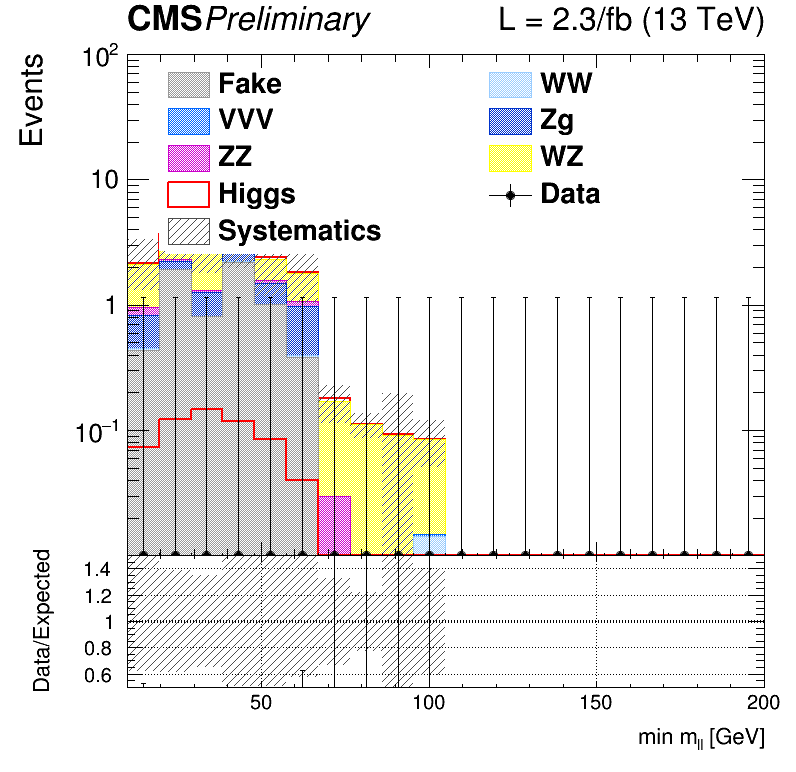 CMS Preliminary L = 2.3/fb (13 TeV)
Events
10²
10
1
10⁻¹
Fake
VVV
ZZ
Higgs
Systematics
WW
Zg
WZ
Data
Data/Expected
1.4
1.2
1
0.8
0.6
50 100 150 200
min m_ll [GeV]